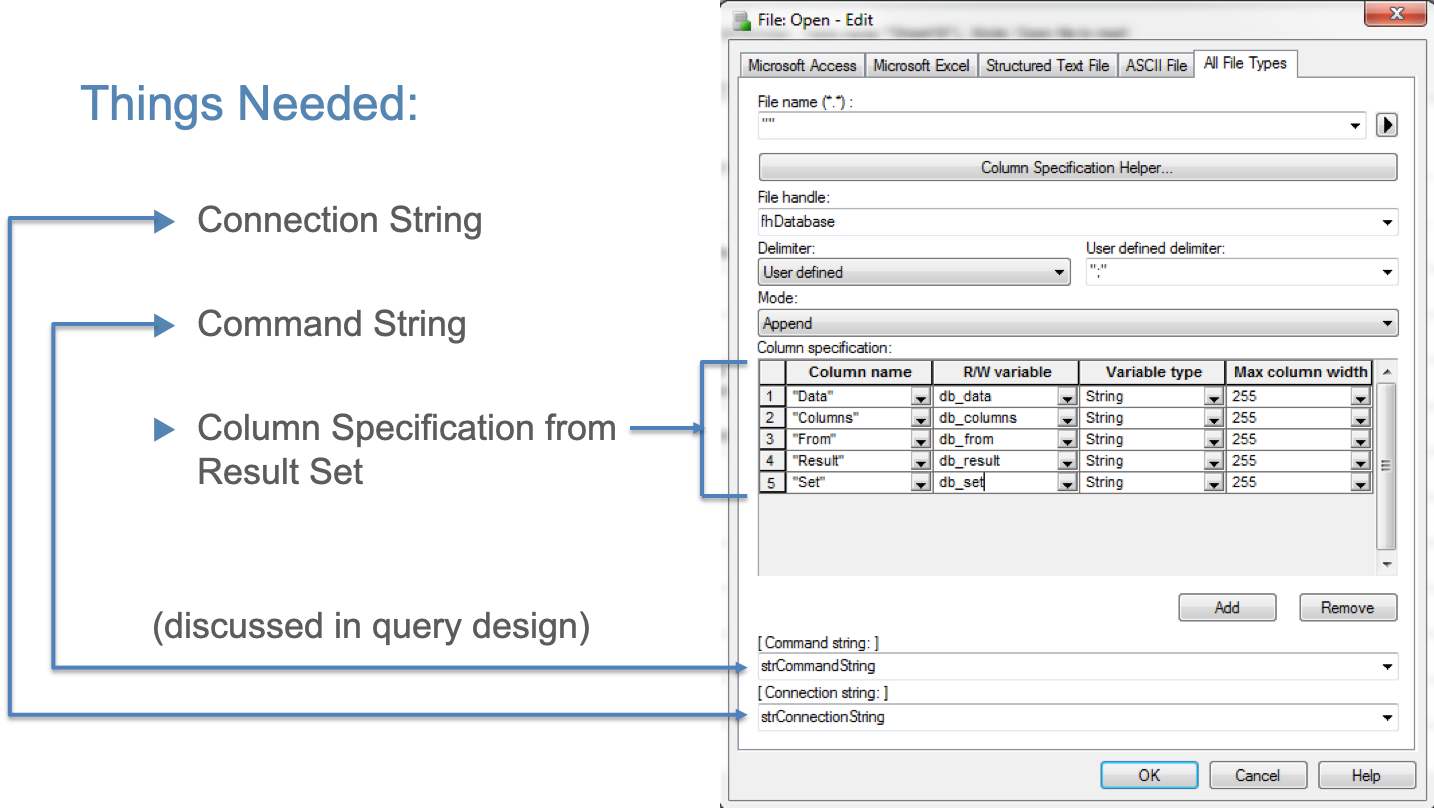 Things Needed:
Connection String
Command String
Column Specification from
Result Set
(discussed in query design)
File: Open - Edit
Microsoft Access Microsoft Excel Structured Text File ASCII File All File Types
File name (*.*) :
""
Column Specification Helper...
File handle:
fhDatabase
Delimiter: User defined delimiter:
User defined ";"
Mode:
Append
Column specification:
Column name R/W variable Variable type Max column width
1 "Data" db_data String 255
2 "Columns" db_columns String 255
3 "From" db_from String 255
4 "Result" db_result String 255
5 "Set" db_set String 255
Add Remove
[ Command string: ]
strCommandString
[ Connection string: ]
strConnectionString
OK Cancel Help